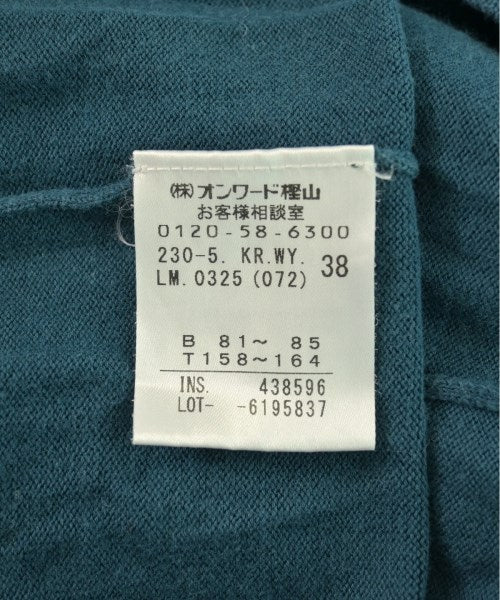 (株)オンワード樫山
お客様相談室
0120-58-6300
230-5. KR.WY. 38
LM. 0325 (072)
B 81～ 85
T158～164
INS. 438596
LOT- -6195837